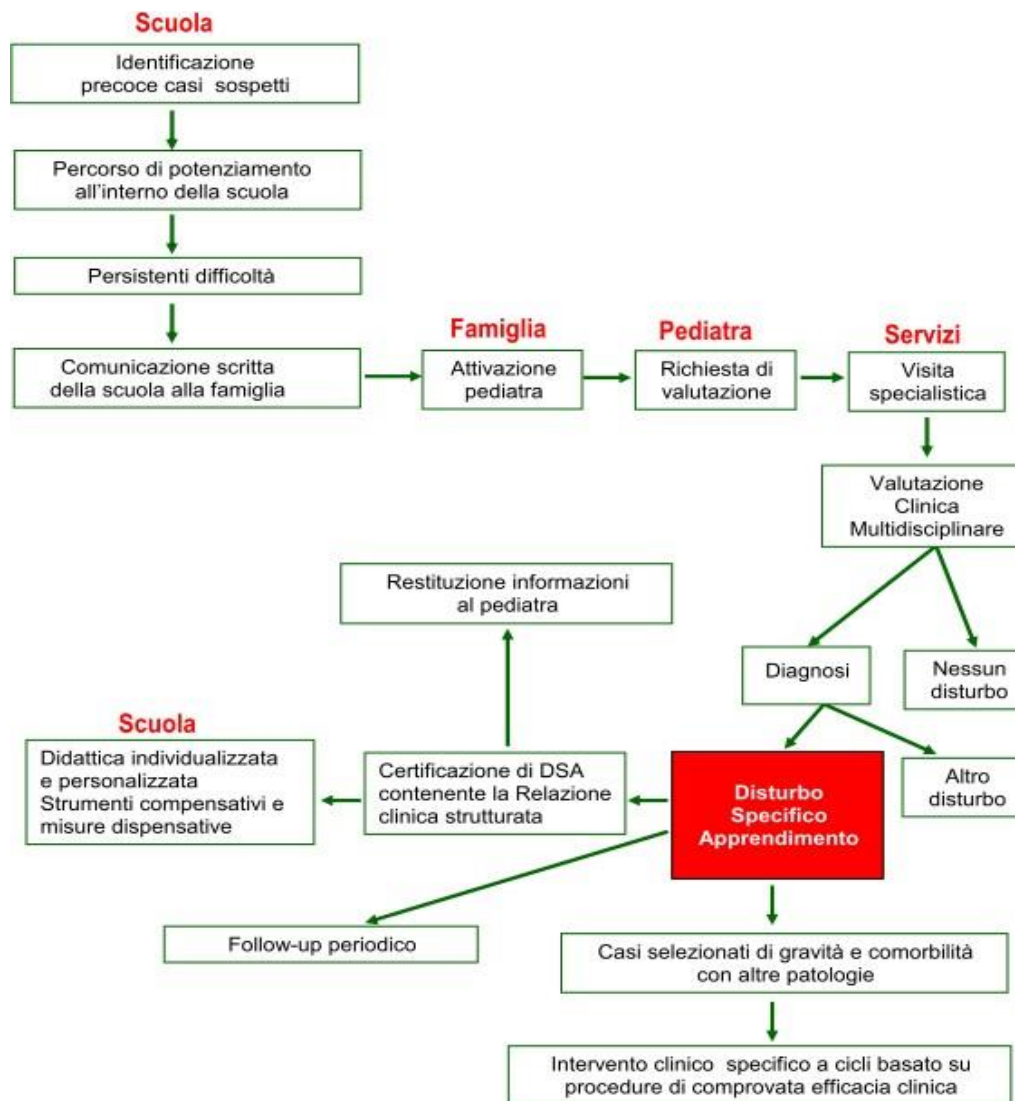 Scuola
Identificazione
precoce casi sospetti
Percorso di potenziamento
all'interno della scuola
Persistenti difficoltà
Comunicazione scritta
della scuola alla famiglia
Famiglia
Attivazione
pediatra
Pediatra
Richiesta di
valutazione
Servizi
Visita
specialistica
Valutazione
Clinica
Multidisciplinare
Diagnosi
Nessun
disturbo
Altro
disturbo
Disturbo
Specifico
Apprendimento
Restituzione informazioni
al pediatra
Certificazione di DSA
contenente la Relazione
clinica strutturata
Scuola
Didattica individualizzata
e personalizzata
Strumenti compensativi e
misure dispensative
Follow-up periodico
Casi selezionati di gravità e comorbilità
con altre patologie
Intervento clinico specifico a cicli basato su
procedure di comprovata efficacia clinica